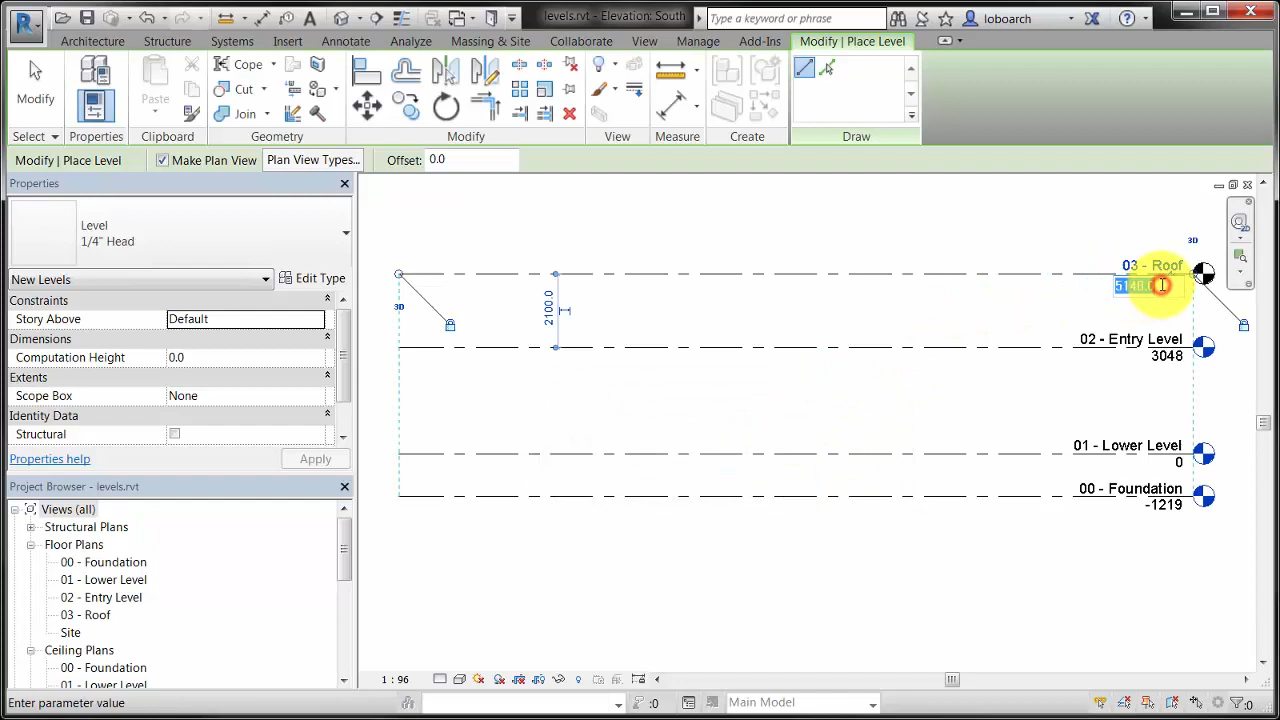 levels.rvt - Elevation: South
Type a keyword or phrase
loboarch
Architecture
Structure
Systems
Insert
Annotate
Analyze
Massing & Site
Collaborate
View
Manage
Add-Ins
Modify | Place Level
Modify
Properties
Paste
Cope
Cut
Join
Select
Properties
Clipboard
Geometry
Modify
View
Measure
Create
Draw
Modify | Place Level
Make Plan View
Plan View Types...
Offset:
0.0
Properties
Level
1/4" Head
New Levels
Edit Type
Constraints
Story Above
Default
Dimensions
Computation Height
0.0
Extents
Scope Box
None
Identity Data
Structural
Properties help
Apply
Project Browser - levels.rvt
Views (all)
Structural Plans
Floor Plans
00 - Foundation
01 - Lower Level
02 - Entry Level
03 - Roof
Site
Ceiling Plans
00 - Foundation
01 - Lower Level
3D
3D
2100.0
03 - Roof
02 - Entry Level
3048
01 - Lower Level
0
00 - Foundation
-1219
2D
1 : 96
Enter parameter value
:0
Main Model
:0